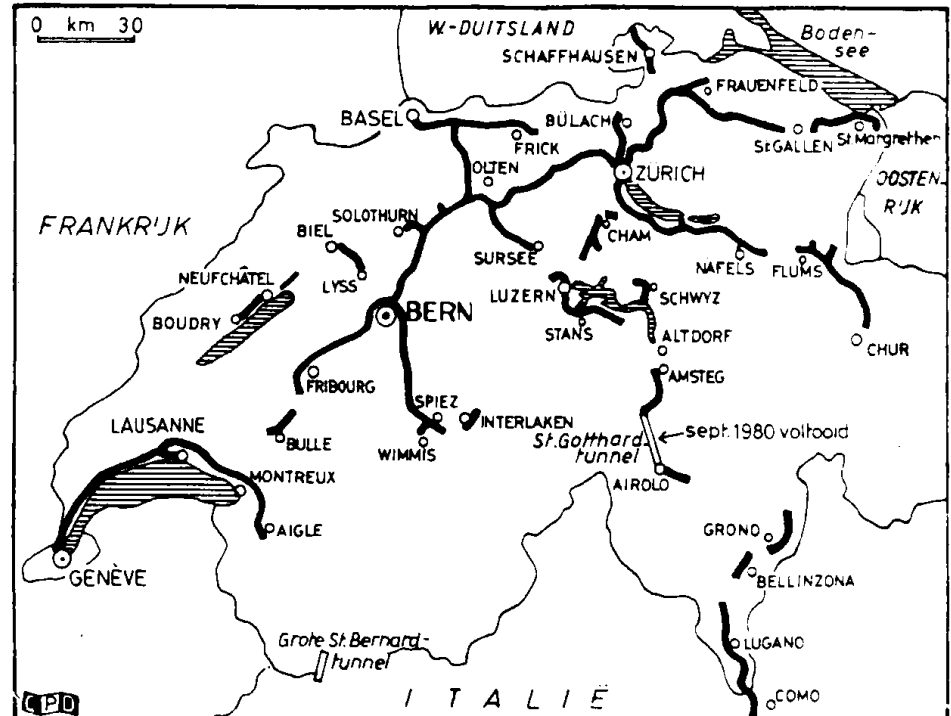 0 km 30
W.-DUITSLAND
Boden-
see
SCHAFFHAUSEN
FRAUENFELD
BASEL
BÜLACH
FRICK
St.GALLEN
St.Margrethen
OLTEN
ZÜRICH
OOSTEN-
RIJK
FRANKRIJK
SOLOTHURN
BIEL
CHAM
SURSEE
NÄFELS
FLUMS
NEUFCHÂTEL
LYSS
LUZERN
SCHWYZ
BOUDRY
BERN
STANS
ALTDORF
CHUR
AMSTEG
FRIBOURG
SPIEZ
INTERLAKEN
LAUSANNE
BULLE
WIMMIS
St.Gotthard-
tunnel
sept.1980 voltooid
MONTREUX
AIROLO
AIGLE
GROND
GENÈVE
BELLINZONA
Grote St.Bernard-
tunnel
LUGANO
CPD
ITALIË
COMO